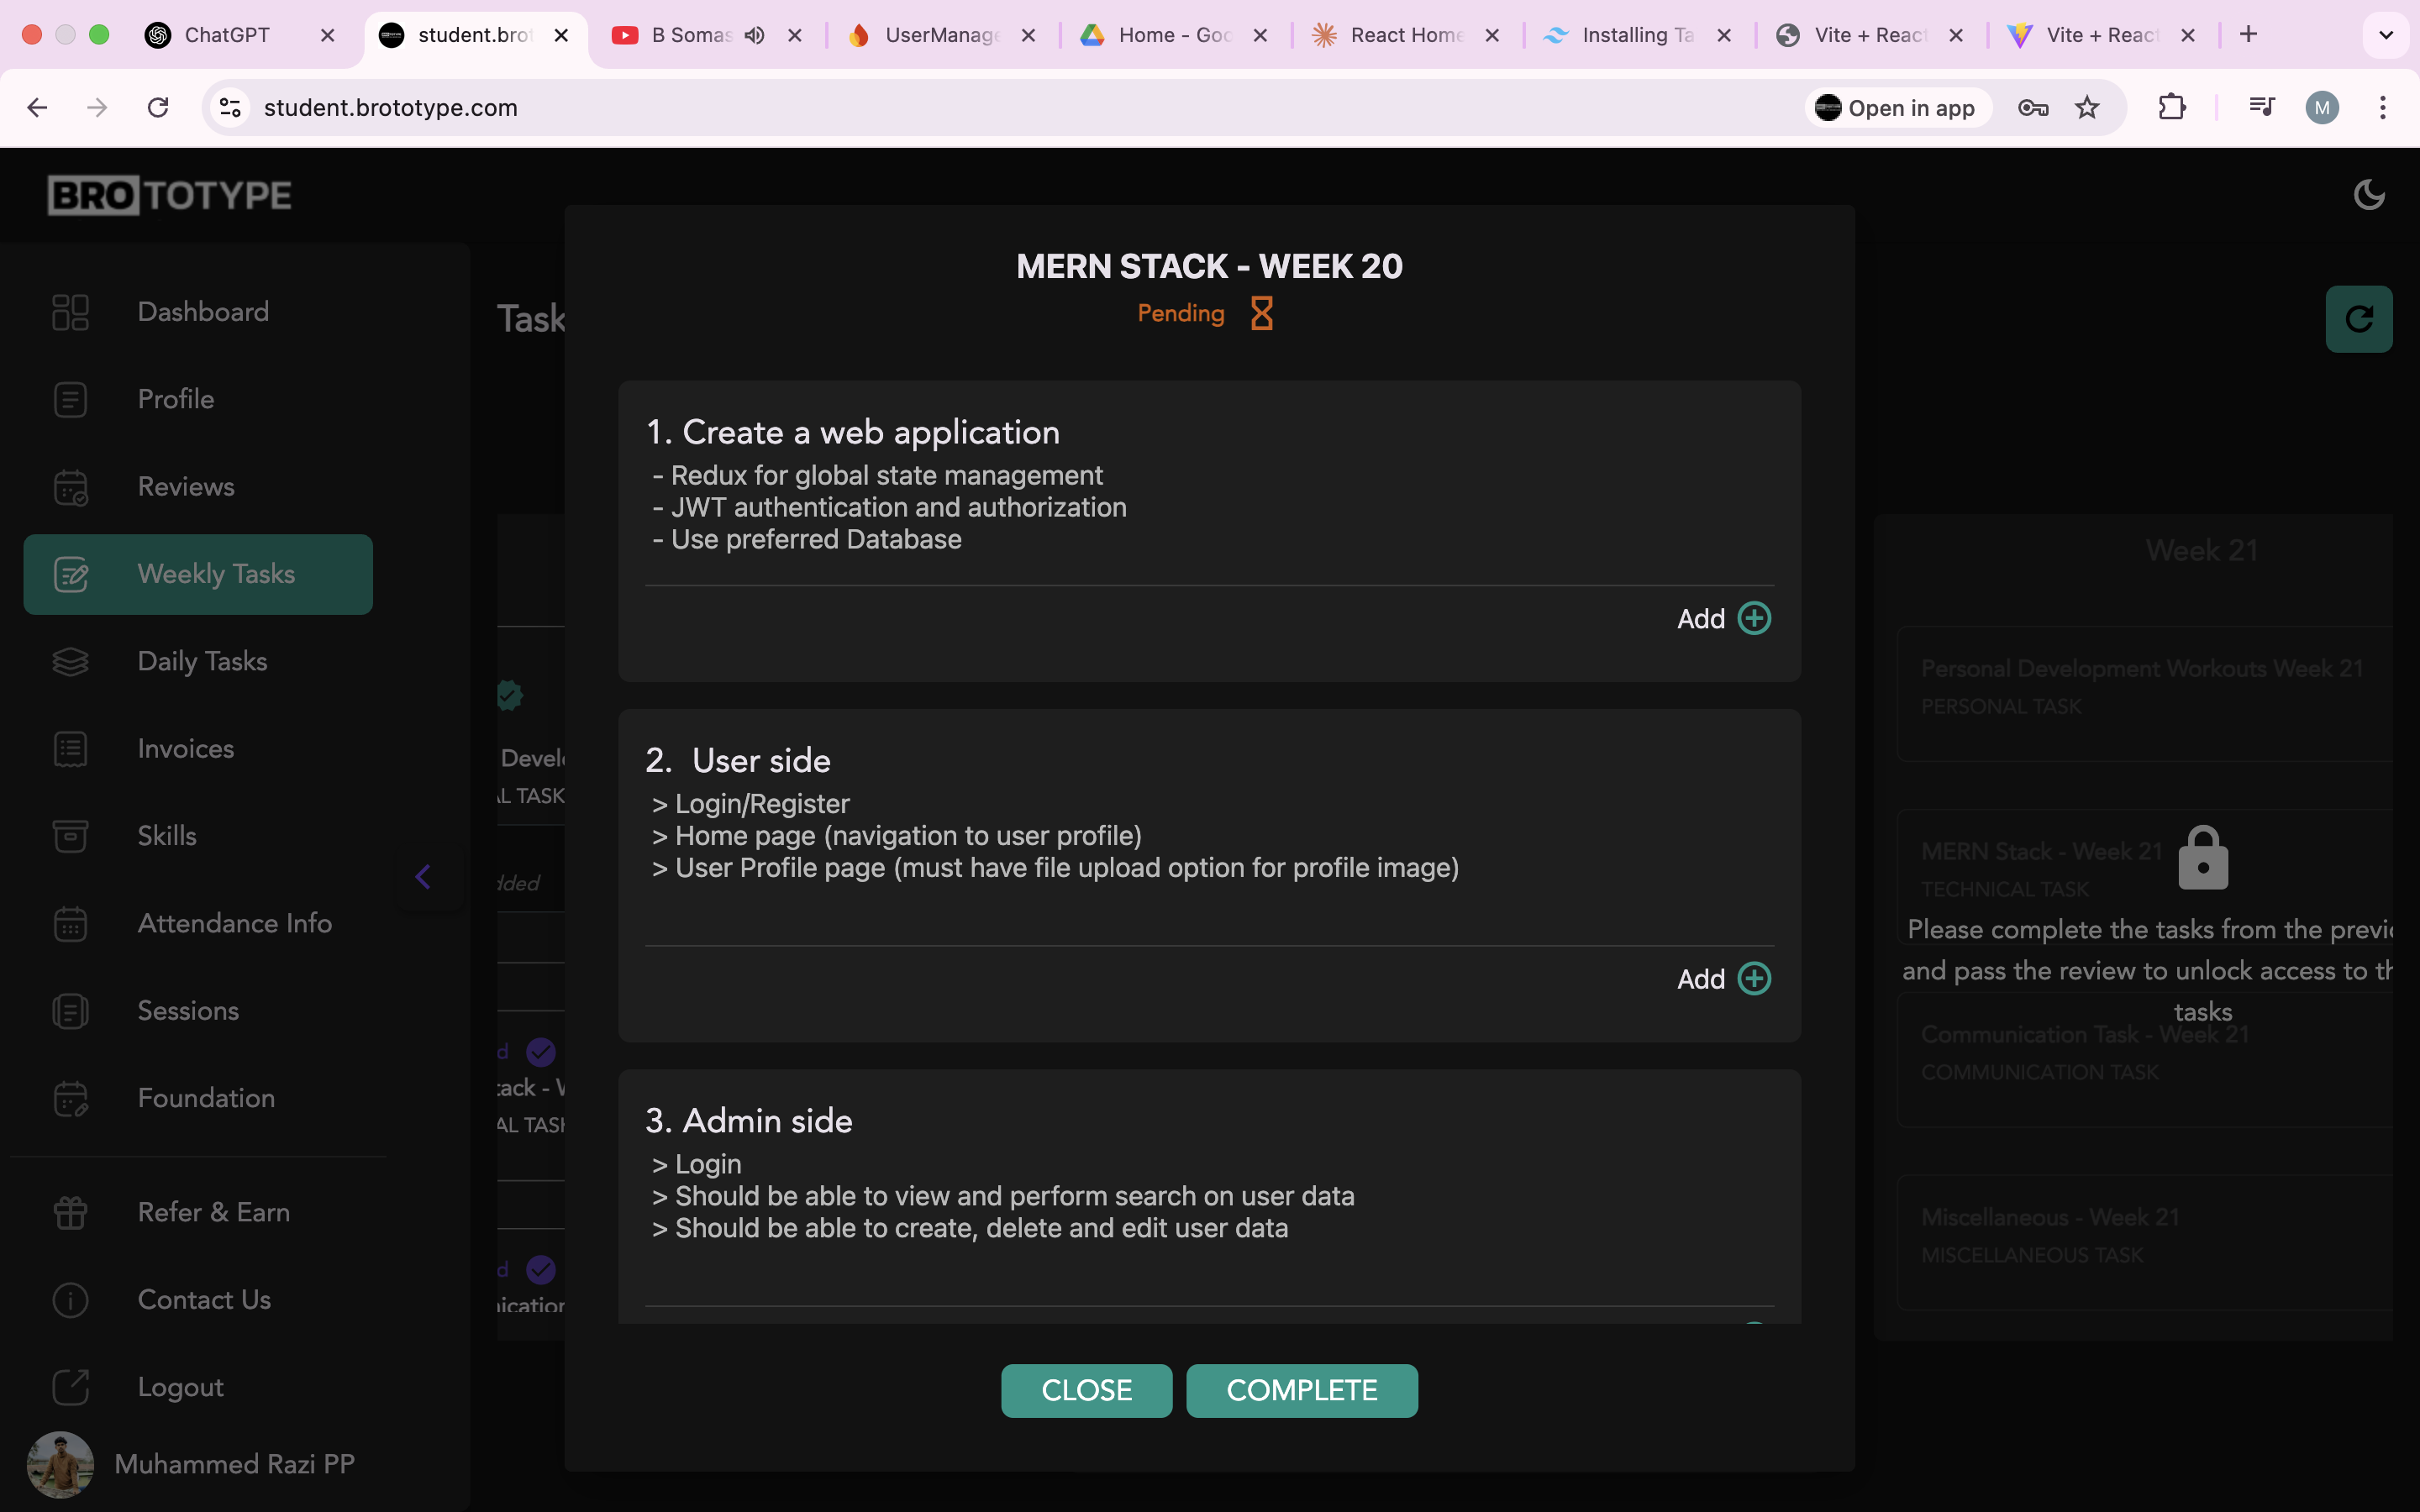 ChatGPT
student.bro
B Somas
UserManage
Home - Goo
React Home
Installing Ta
Vite + Reac
Vite + Reac
student.brototype.com
Open in app
M
BROTOTYPE
Dashboard
Profile
Reviews
Weekly Tasks
Daily Tasks
Invoices
Skills
Attendance Info
Sessions
Foundation
Refer & Earn
Contact Us
Logout
Muhammed Razi PP
Task
Develo
AL TASK
dded
d
tack - W
AL TASK
d
nication
MERN STACK - WEEK 20
Pending
1. Create a web application
- Redux for global state management
- JWT authentication and authorization
- Use preferred Database
Add
2. User side
> Login/Register
> Home page (navigation to user profile)
> User Profile page (must have file upload option for profile image)
Add
3. Admin side
> Login
> Should be able to view and perform search on user data
> Should be able to create, delete and edit user data
CLOSE
COMPLETE
Week 21
Personal Development Workouts Week 21
PERSONAL TASK
MERN Stack - Week 21
TECHNICAL TASK
Please complete the tasks from the previo
and pass the review to unlock access to th
tasks
Communication Task - Week 21
COMMUNICATION TASK
Miscellaneous - Week 21
MISCELLANEOUS TASK